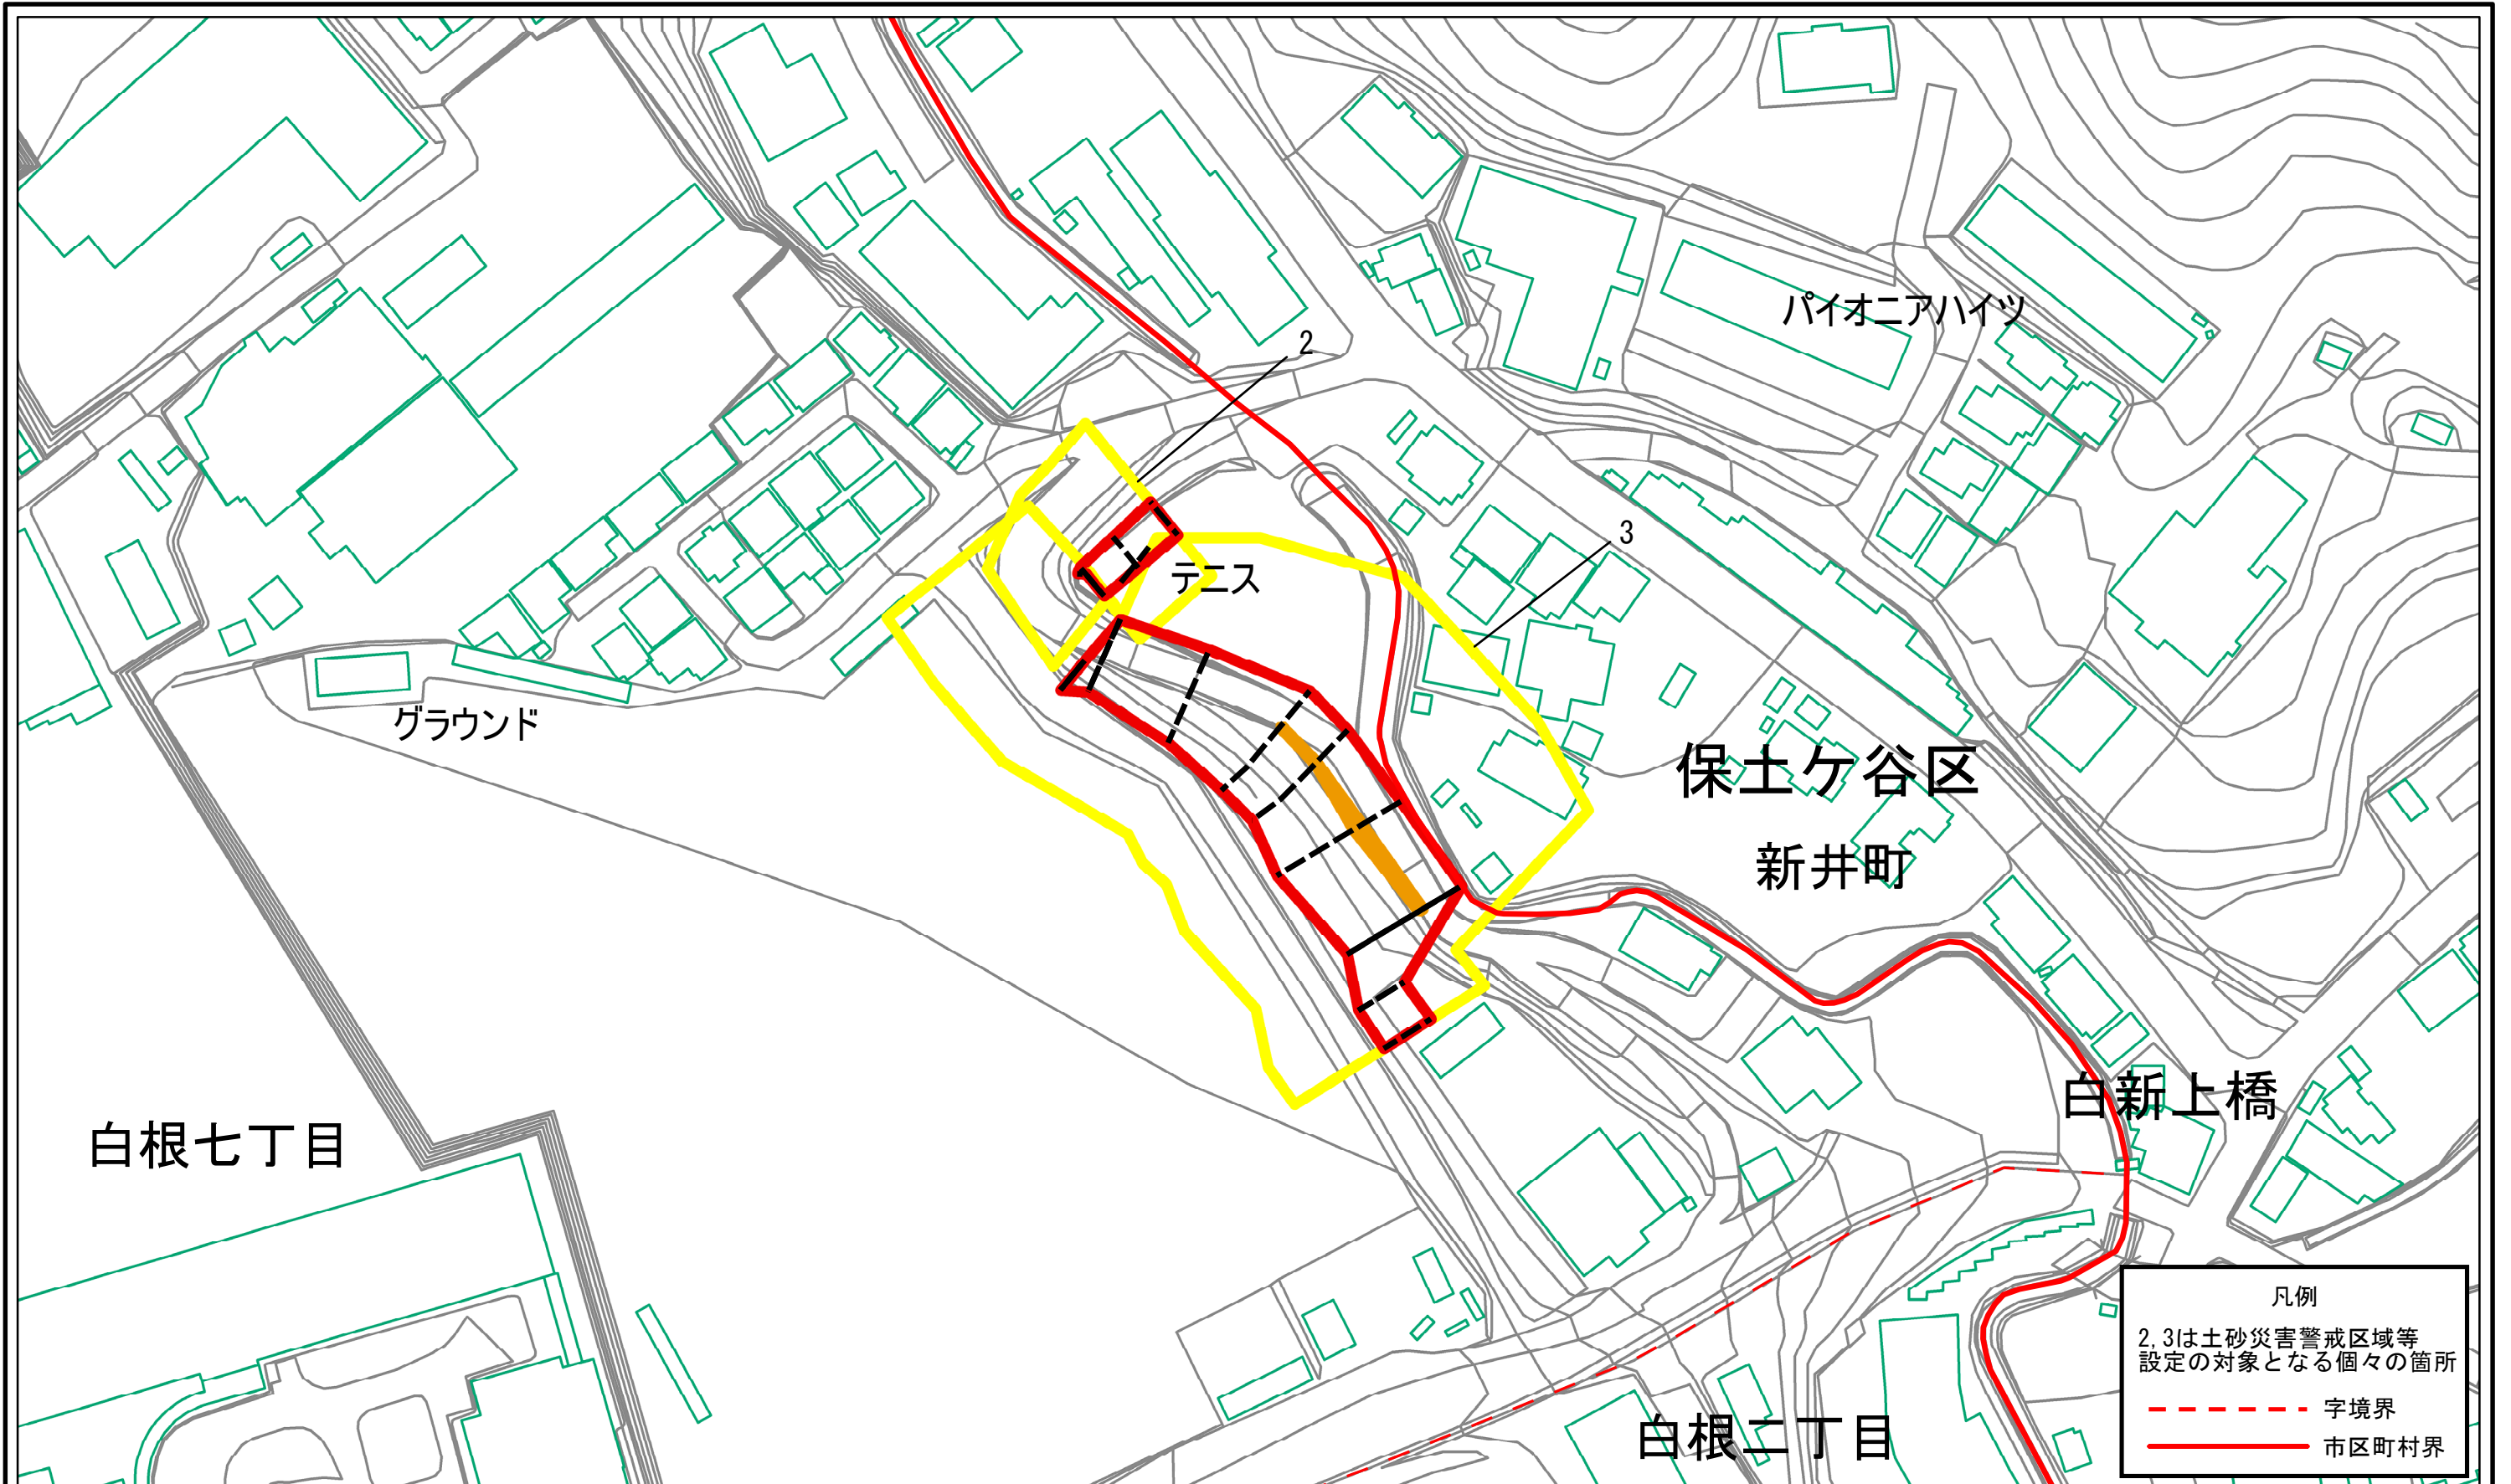 2
パイオニアハイツ
3
テニス
グラウンド
保土ケ谷区
新井町
白新上橋
白根七丁目
白根二丁目
凡例
2,3は土砂災害警戒区域等
設定の対象となる個々の箇所
字境界
市区町村界